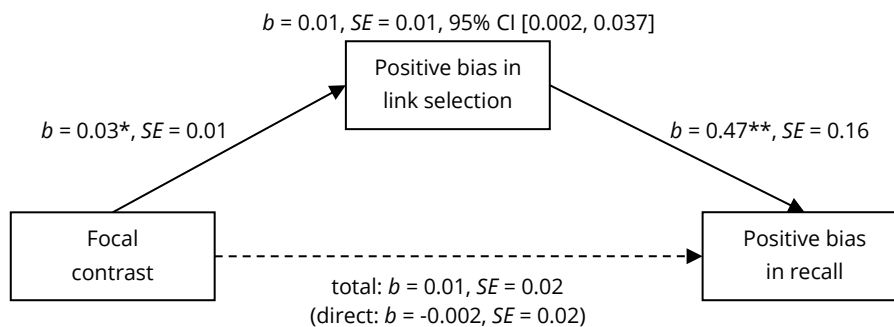 b = 0.01, SE = 0.01, 95% CI [0.002, 0.037]
Positive bias in
link selection
b = 0.03*, SE = 0.01
b = 0.47**, SE = 0.16
Focal
contrast
Positive bias
in recall
total: b = 0.01, SE = 0.02
(direct: b = -0.002, SE = 0.02)